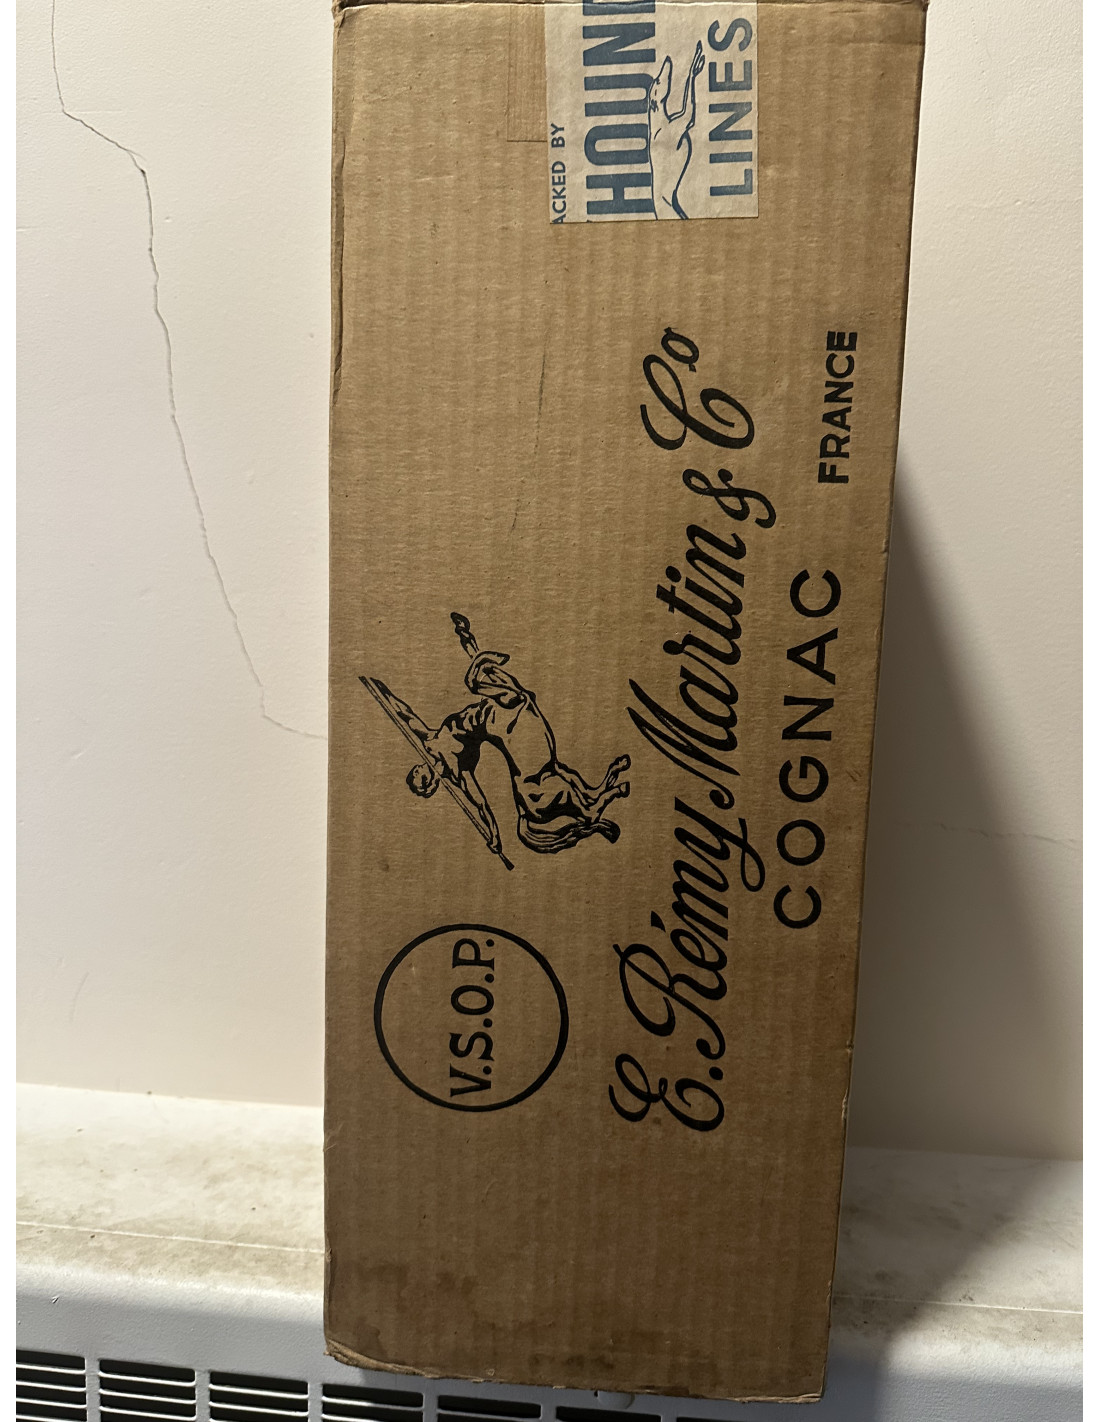 V.S.O.P.
E. Rémy Martin & Co
COGNAC
FRANCE
ACKED BY
HOUN
LINES